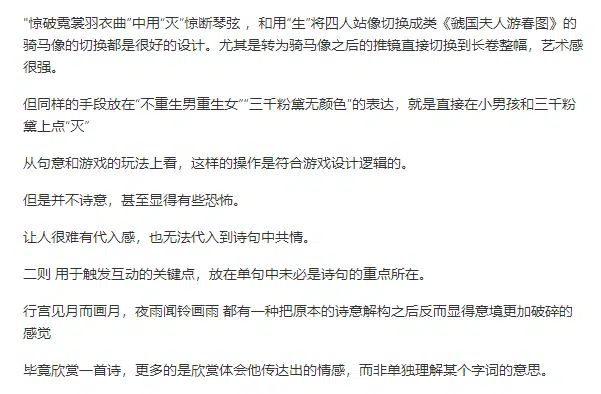 “惊破霓裳羽衣曲”中用“灭”惊断琴弦 ，和用“生”将四人站像切换成类《虢国夫人游春图》的
骑马像的切换都是很好的设计。尤其是转为骑马像之后的推镜直接切换到长卷整幅，艺术感
很强。
但同样的手段放在“不重生男重生女”“三千粉黛无颜色”的表达，就是直接在小男孩和三千粉
黛上点“灭”
从句意和游戏的玩法上看，这样的操作是符合游戏设计逻辑的。
但是并不诗意，甚至显得有些恐怖。
让人很难有代入感，也无法代入到诗句中共情。
二则 用于触发互动的关键点，放在单句中未必是诗句的重点所在。
行宫见月而画月，夜雨闻铃画雨 都有一种把原本的诗意解构之后反而显得意境更加破碎的
感觉
毕竟欣赏一首诗，更多的是欣赏体会他传达出的情感，而非单独理解某个字词的意思。